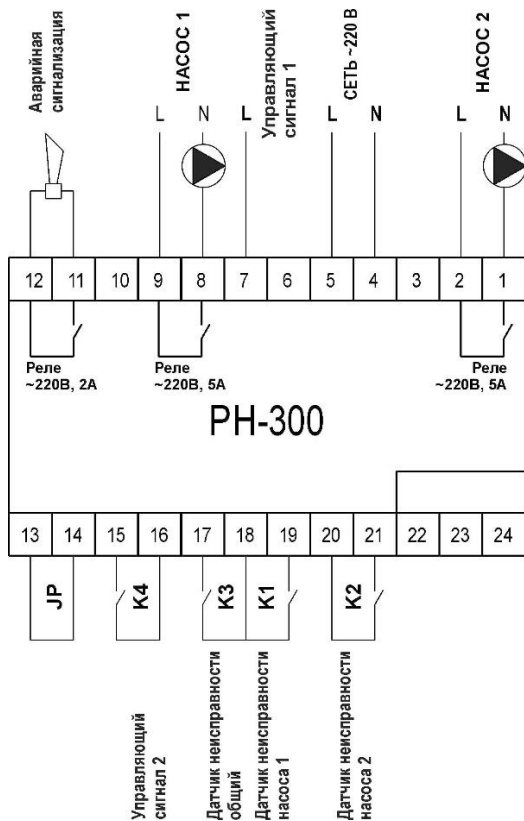 Аварийная
сигнализация
НАСОС 1
Управляющий
сигнал 1
СЕТЬ ~220 В
НАСОС 2
L N L L N L N
12 11 10 9 8 7 6 5 4 3 2 1
Реле
~220В, 2А
Реле
~220В, 5А
Реле
~220В, 5А
РН-300
13 14 15 16 17 18 19 20 21 22 23 24
JP
K4
K3
K1
K2
Управляющий
сигнал 2
Датчик неисправности
общий
Датчик неисправности
насоса 1
Датчик неисправности
насоса 2